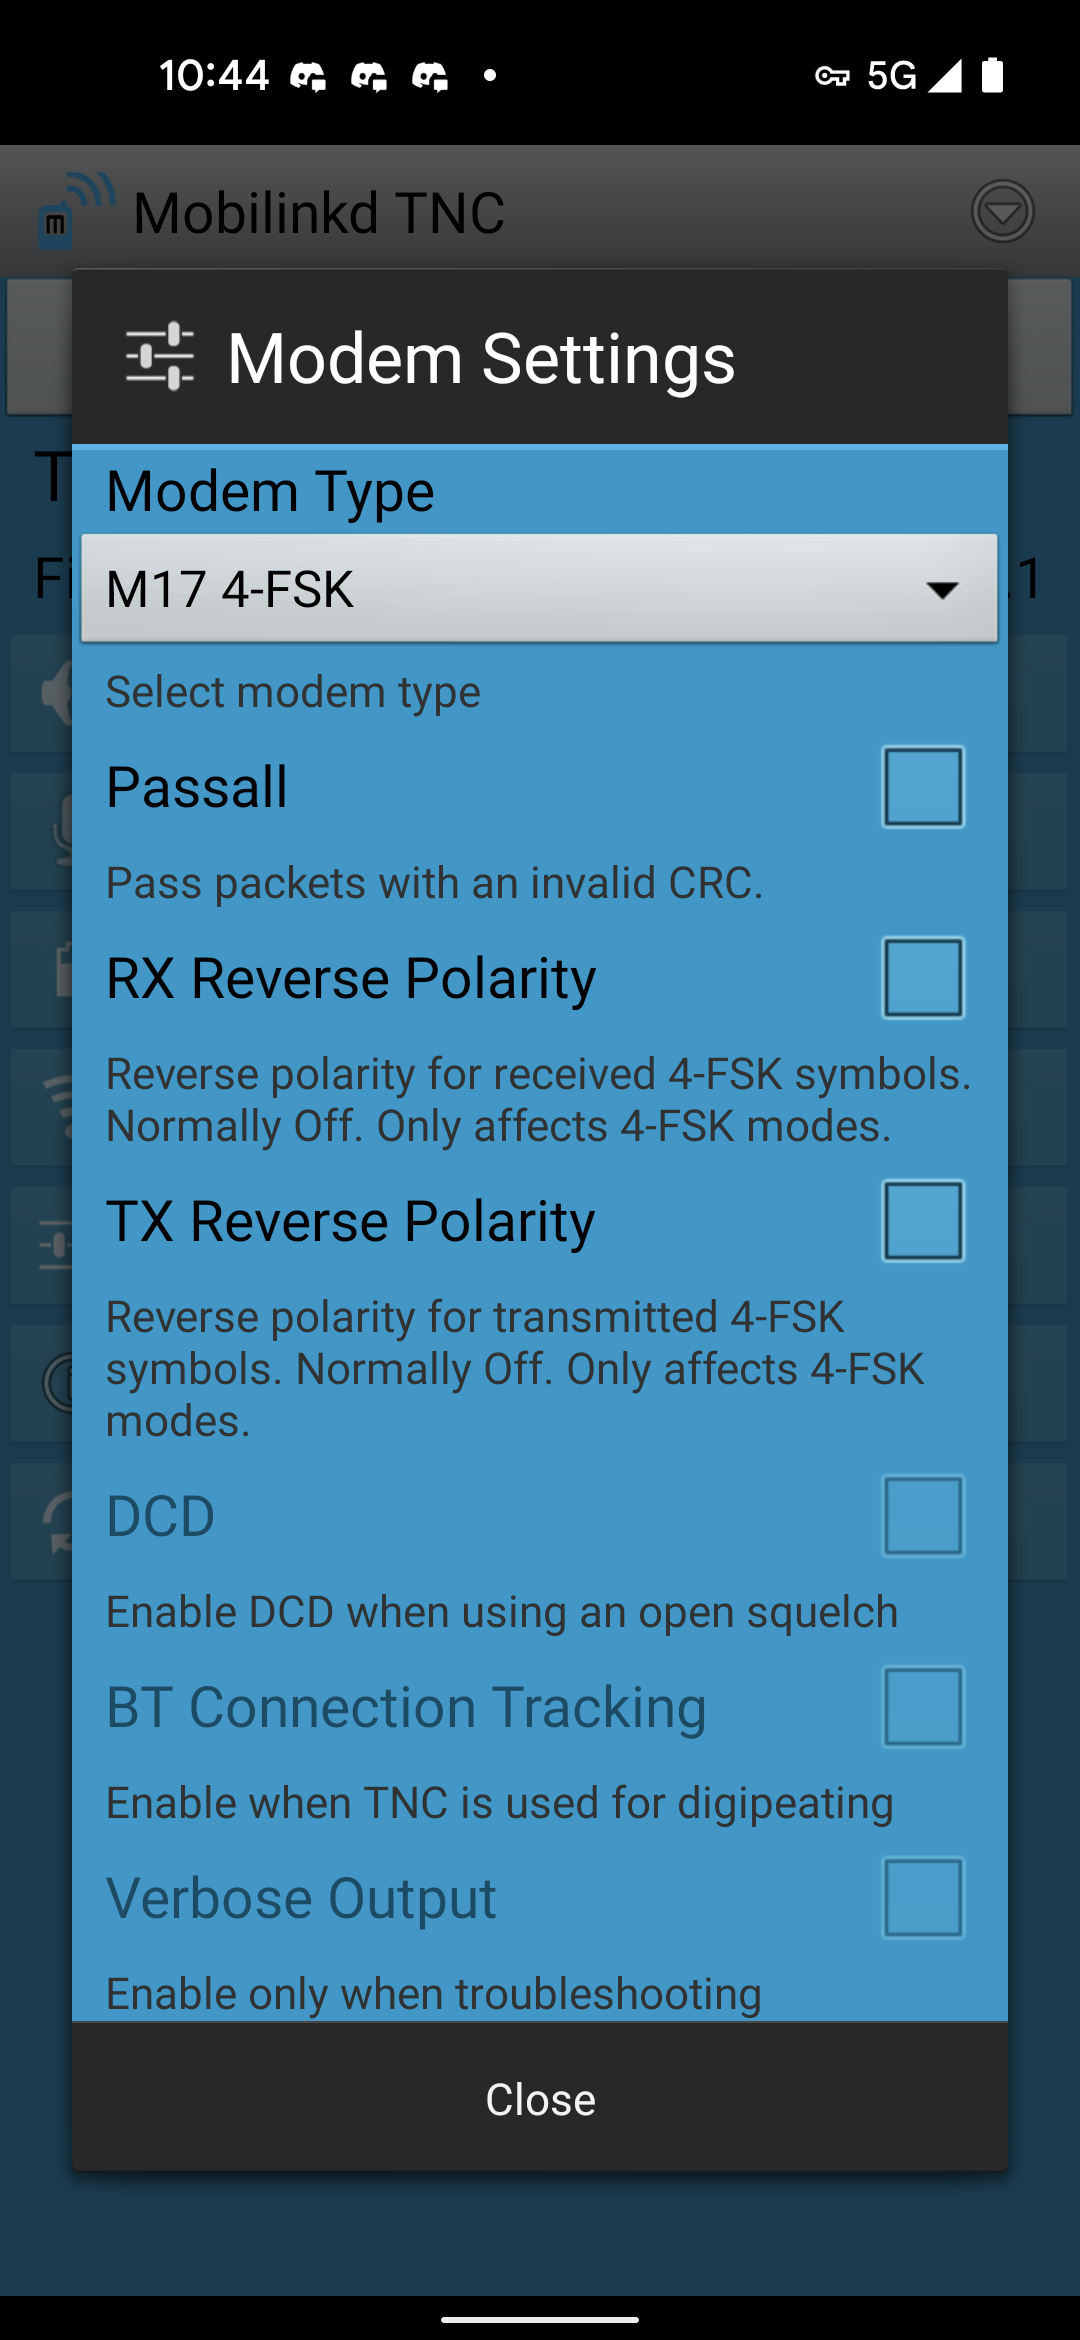 10:44
5G
Mobilinkd TNC
Modem Settings
T
Modem Type
Fi
.1
M17 4-FSK
Select modem type
Passall
Pass packets with an invalid CRC.
RX Reverse Polarity
Reverse polarity for received 4-FSK symbols.
Normally Off. Only affects 4-FSK modes.
TX Reverse Polarity
Reverse polarity for transmitted 4-FSK
symbols. Normally Off. Only affects 4-FSK
modes.
DCD
Enable DCD when using an open squelch
BT Connection Tracking
Enable when TNC is used for digipeating
Verbose Output
Enable only when troubleshooting
Close